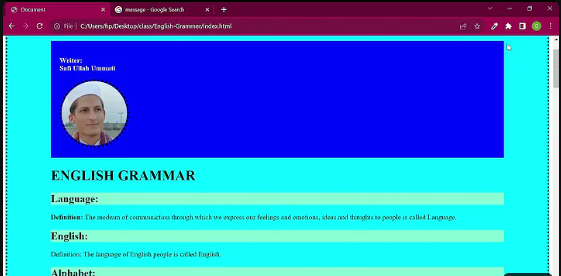 Document
message - Google Search
File | C:/Users/hp/Desktop/class/English-Grammer/index.html
Writer:
Safi Ullah Ummati
ENGLISH GRAMMAR
Language:
Definition: The medium of communiaction through which we express our feelings and emotions, ideas and thoughts to people is called Language.
English:
Definition: The language of English people is called English.
Alphabet: